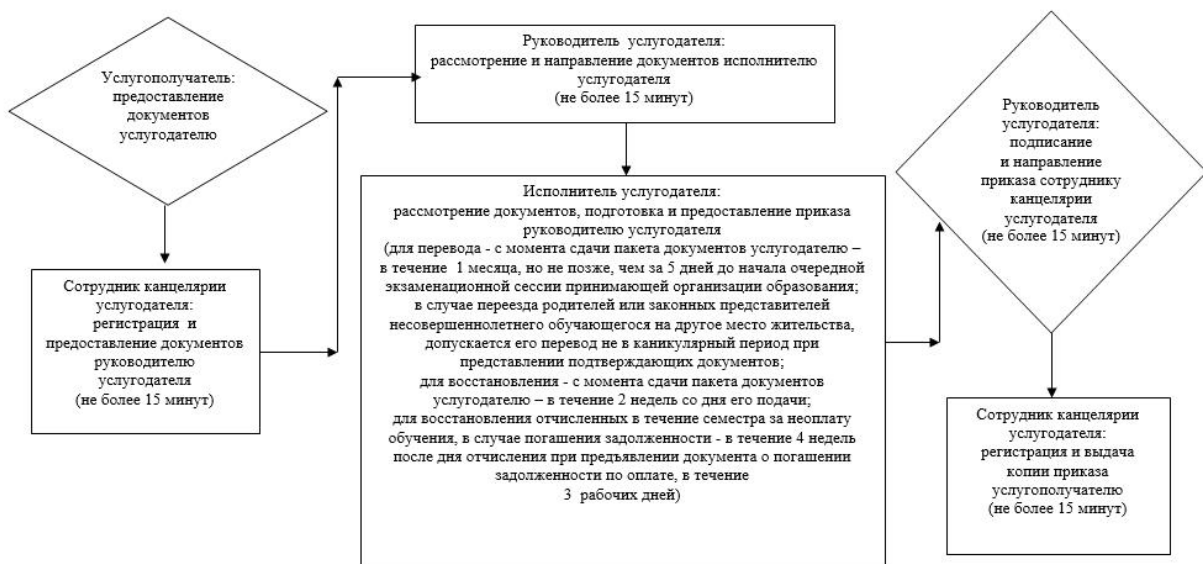 Услугополучатель:
предоставление
документов
услугодателю
Сотрудник канцелярии
услугодателя:
регистрация и
предоставление документов
руководителю
услугодателя
(не более 15 минут)
Руководитель услугодателя:
рассмотрение и направление документов исполнителю
услугодателя
(не более 15 минут)
Исполнитель услугодателя:
рассмотрение документов, подготовка и предоставление приказа
руководителю услугодателя
(для перевода - с момента сдачи пакета документов услугодателю –
в течение 1 месяца, но не позже, чем за 5 дней до начала очередной
экзаменационной сессии принимающей организации образования;
в случае переезда родителей или законных представителей
несовершеннолетнего обучающегося на другое место жительства,
допускается его перевод не в каникулярный период при
представлении подтверждающих документов;
для восстановления - с момента сдачи пакета документов
услугодателю – в течение 2 недель со дня его подачи;
для восстановления отчисленных в течение семестра за неоплату
обучения, в случае погашения задолженности - в течение 4 недель
после дня отчисления при предъявлении документа о погашении
задолженности по оплате, в течение
3 рабочих дней)
Руководитель
услугодателя:
подписание
и направление
приказа сотруднику
канцелярии
услугодателя
(не более 15 минут)
Сотрудник канцелярии
услугодателя:
регистрация и выдача
копии приказа
услугополучателю
(не более 15 минут)